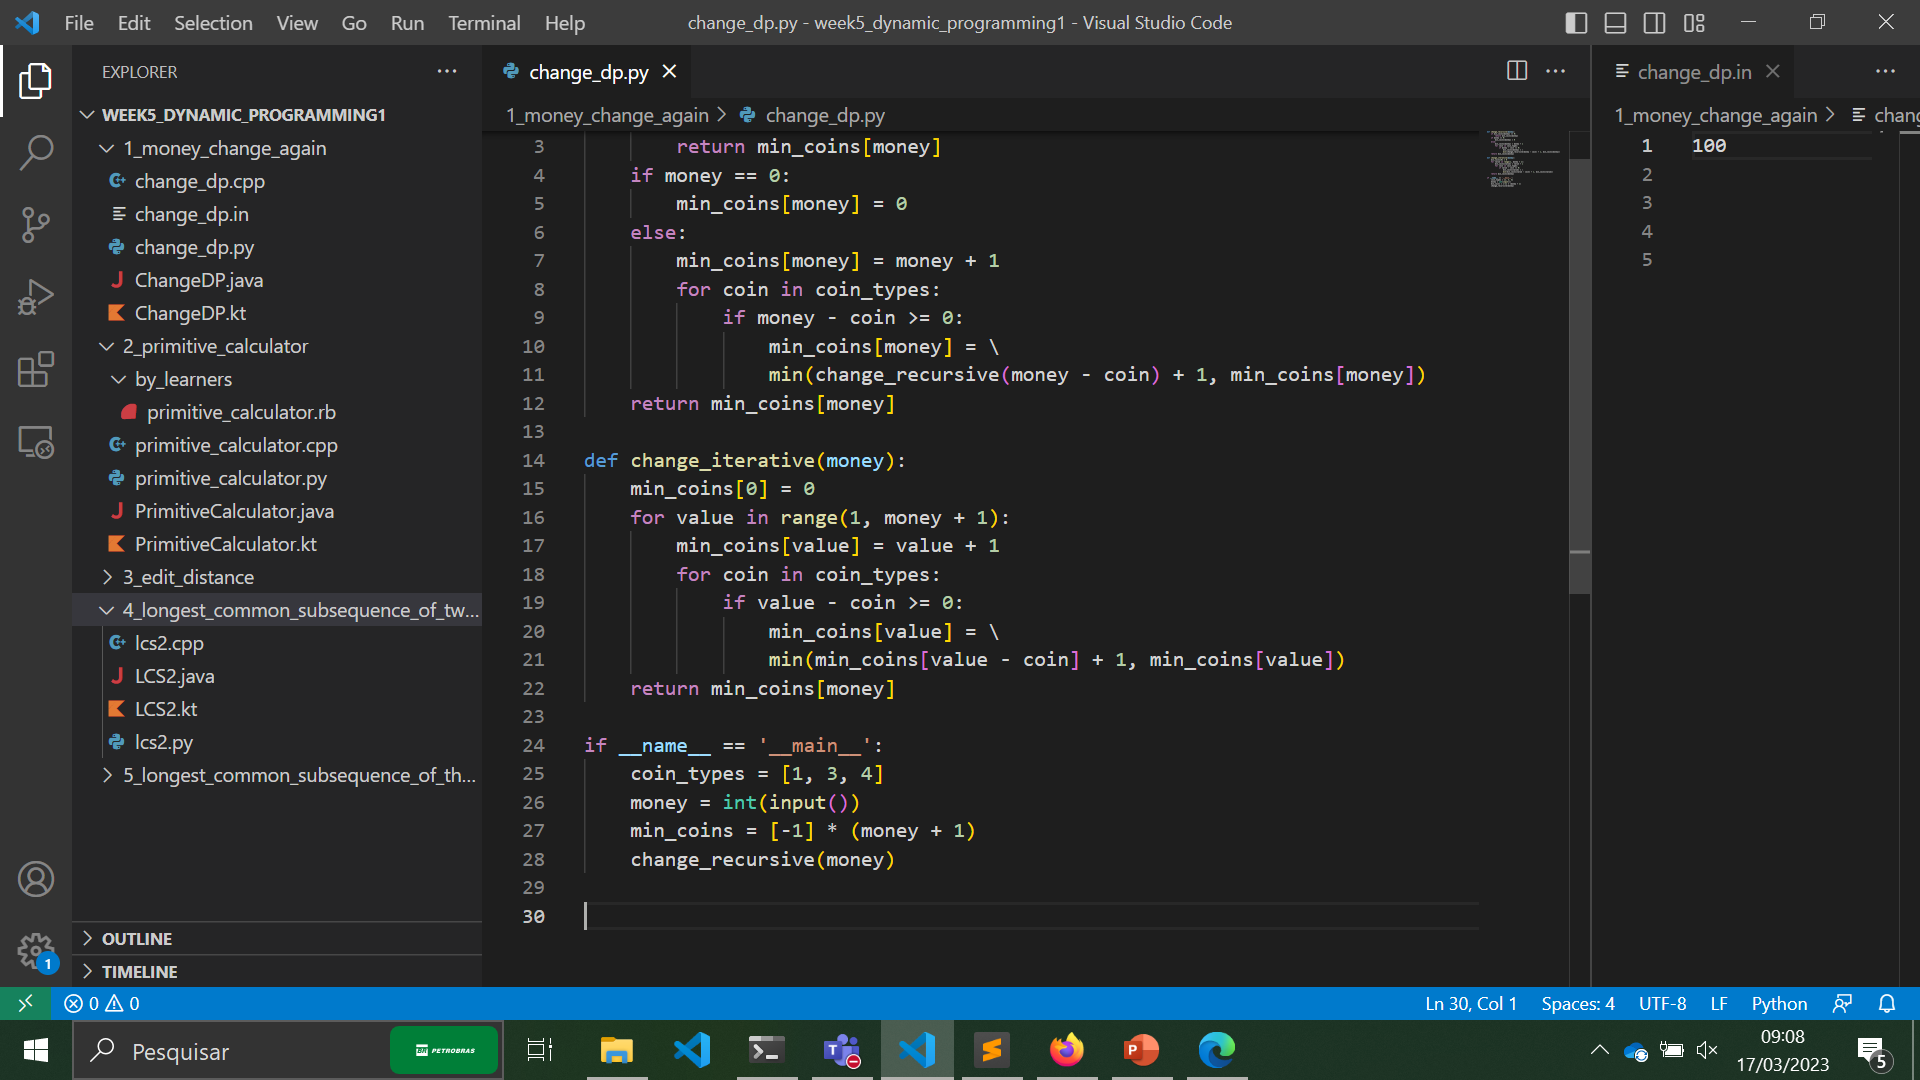 File Edit Selection View Go Run Terminal Help
change_dp.py - week5_dynamic_programming1 - Visual Studio Code
EXPLORER
WEEK5_DYNAMIC_PROGRAMMING1
1_money_change_again
change_dp.cpp
change_dp.in
change_dp.py
ChangeDP.java
ChangeDP.kt
2_primitive_calculator
by_learners
primitive_calculator.rb
primitive_calculator.cpp
primitive_calculator.py
PrimitiveCalculator.java
PrimitiveCalculator.kt
3_edit_distance
4_longest_common_subsequence_of_tw...
lcs2.cpp
LCS2.java
LCS2.kt
lcs2.py
5_longest_common_subsequence_of_th...
OUTLINE
TIMELINE
1
change_dp.py
1_money_change_again > change_dp.py
3 return min_coins[money]
4 if money == 0:
5 min_coins[money] = 0
6 else:
7 min_coins[money] = money + 1
8 for coin in coin_types:
9 if money - coin >= 0:
10 min_coins[money] = \
11 min(change_recursive(money - coin) + 1, min_coins[money])
12 return min_coins[money]
13
14 def change_iterative(money):
15 min_coins[0] = 0
16 for value in range(1, money + 1):
17 min_coins[value] = value + 1
18 for coin in coin_types:
19 if value - coin >= 0:
20 min_coins[value] = \
21 min(min_coins[value - coin] + 1, min_coins[value])
22 return min_coins[money]
23
24 if __name__ == '__main__':
25 coin_types = [1, 3, 4]
26 money = int(input())
27 min_coins = [-1] * (money + 1)
28 change_recursive(money)
29
30
change_dp.in
1_money_change_again > chang
1 100
2
3
4
5
0 0
Ln 30, Col 1 Spaces: 4 UTF-8 LF Python
Pesquisar
BR PETROBRAS
09:08
17/03/2023
5